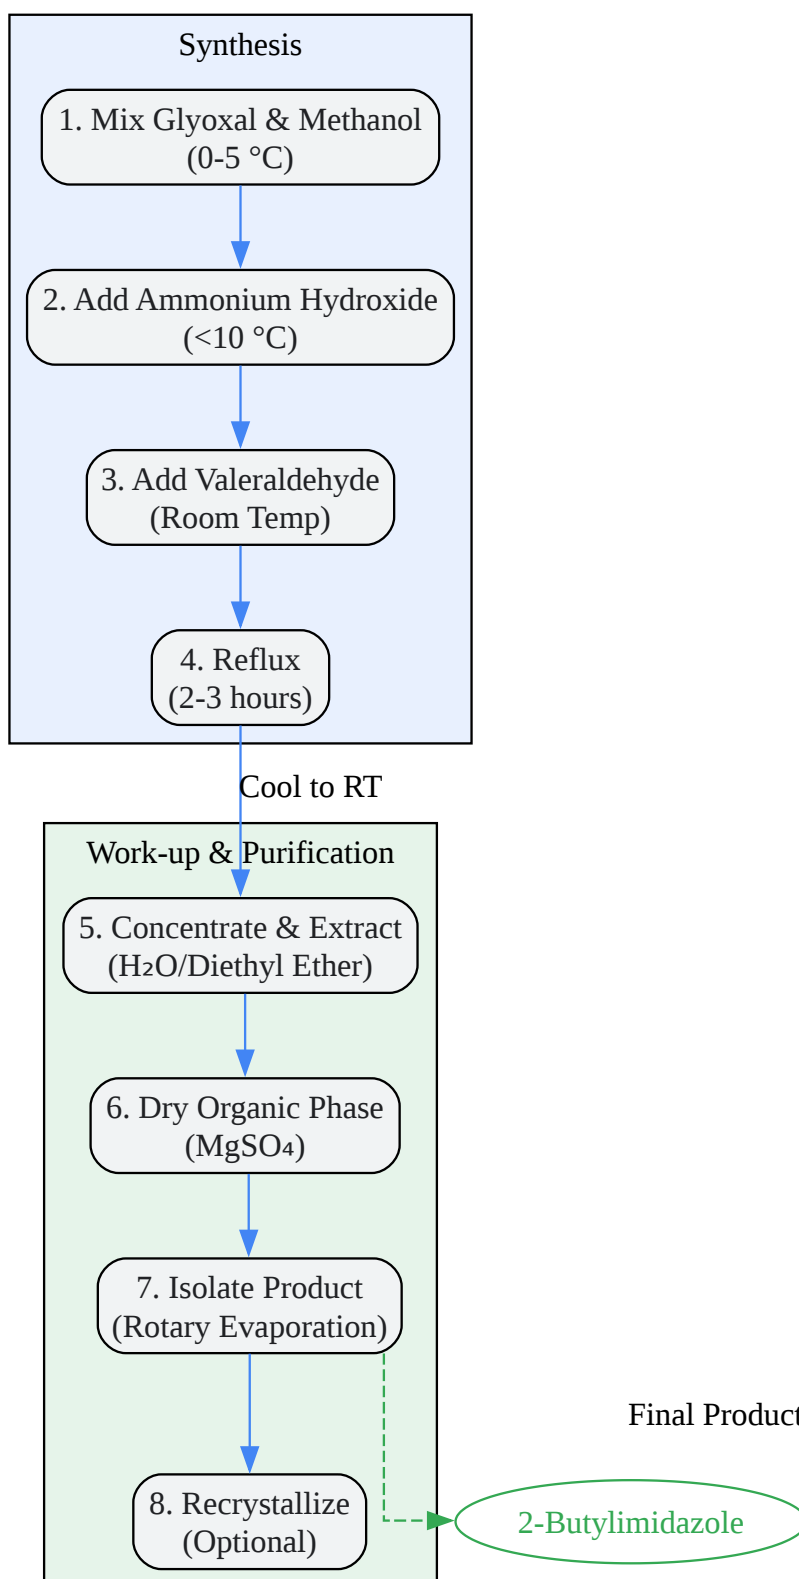 Synthesis
1. Mix Glyoxal & Methanol
(0-5 °C)
2. Add Ammonium Hydroxide
(<10 °C)
3. Add Valeraldehyde
(Room Temp)
4. Reflux
(2-3 hours)
Cool to RT
Work-up & Purification
5. Concentrate & Extract
(H₂O/Diethyl Ether)
6. Dry Organic Phase
(MgSO₄)
7. Isolate Product
(Rotary Evaporation)
Final Product
8. Recrystallize
(Optional)
2-Butylimidazole